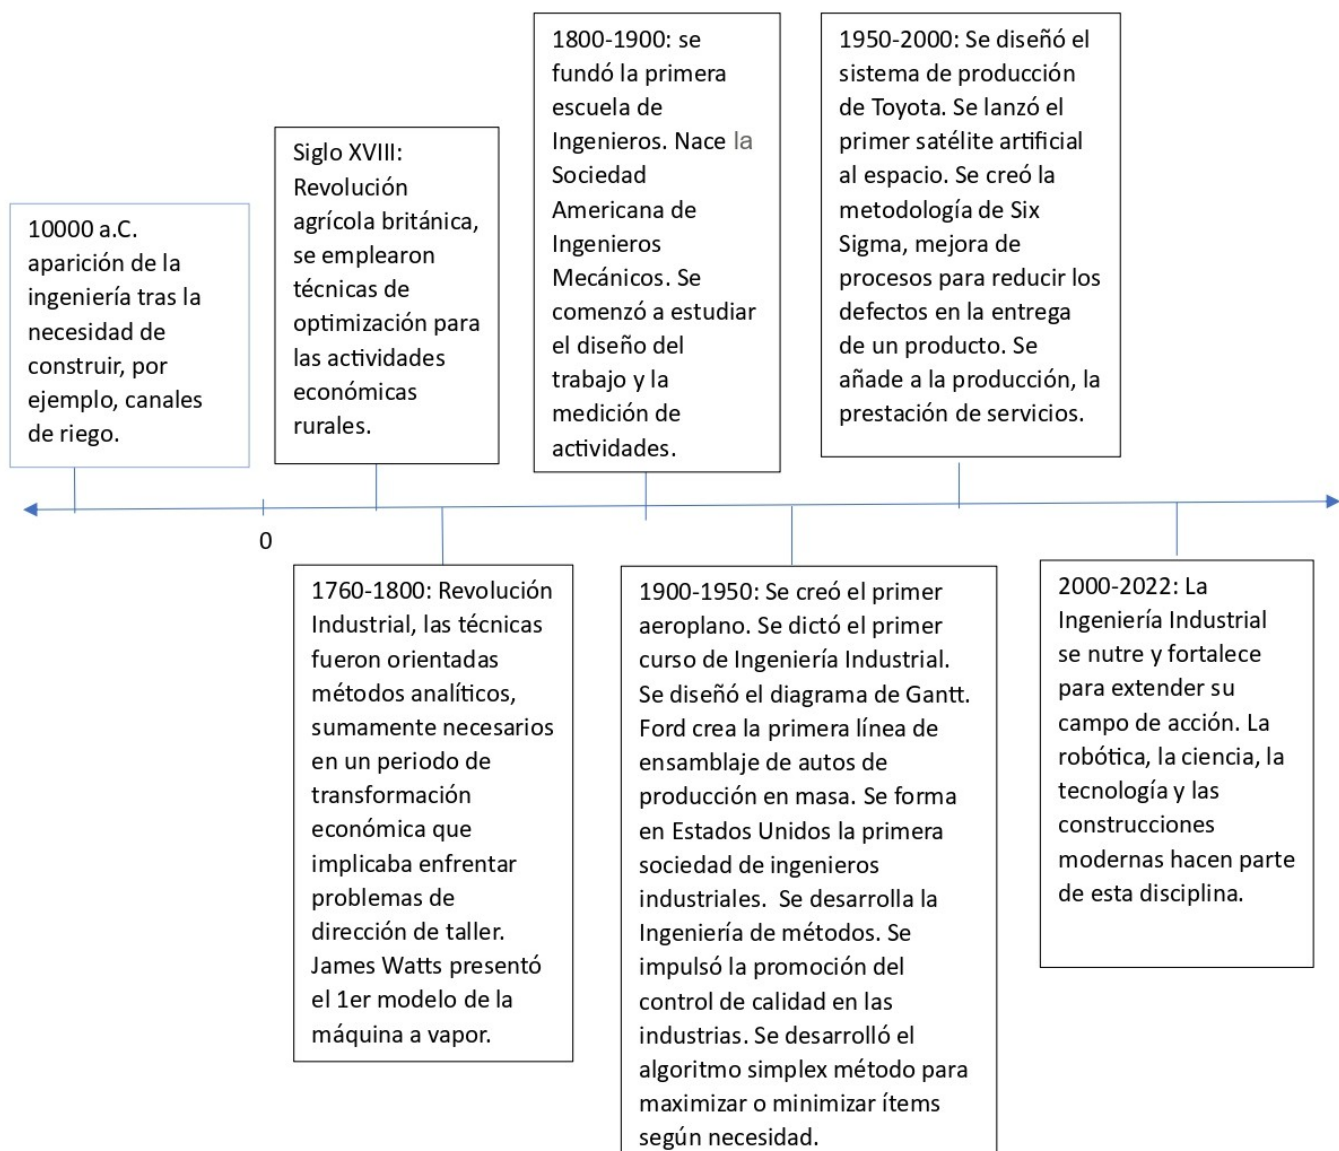 10000 a.C.
aparición de la
ingeniería tras la
necesidad de
construir, por
ejemplo, canales
de riego.
Siglo XVIII:
Revolución
agrícola británica,
se emplearon
técnicas de
optimización para
las actividades
económicas
rurales.
1800-1900: se
fundó la primera
escuela de
Ingenieros. Nace la
Sociedad
Americana de
Ingenieros
Mecánicos. Se
comenzó a estudiar
el diseño del
trabajo y la
medición de
actividades.
1950-2000: Se diseñó el
sistema de producción
de Toyota. Se lanzó el
primer satélite artificial
al espacio. Se creó la
metodología de Six
Sigma, mejora de
procesos para reducir los
defectos en la entrega
de un producto. Se
añade a la producción, la
prestación de servicios.
0
1760-1800: Revolución
Industrial, las técnicas
fueron orientadas
métodos analíticos,
sumamente necesarios
en un periodo de
transformación
económica que
implicaba enfrentar
problemas de
dirección de taller.
James Watts presentó
el 1er modelo de la
máquina a vapor.
1900-1950: Se creó el primer
aeroplano. Se dictó el primer
curso de Ingeniería Industrial.
Se diseñó el diagrama de Gantt.
Ford crea la primera línea de
ensamblaje de autos de
producción en masa. Se forma
en Estados Unidos la primera
sociedad de ingenieros
industriales.  Se desarrolla la
Ingeniería de métodos. Se
impulsó la promoción del
control de calidad en las
industrias. Se desarrolló el
algoritmo simplex método para
maximizar o minimizar ítems
según necesidad.
2000-2022: La
Ingeniería Industrial
se nutre y fortalece
para extender su
campo de acción. La
robótica, la ciencia, la
tecnología y las
construcciones
modernas hacen parte
de esta disciplina.